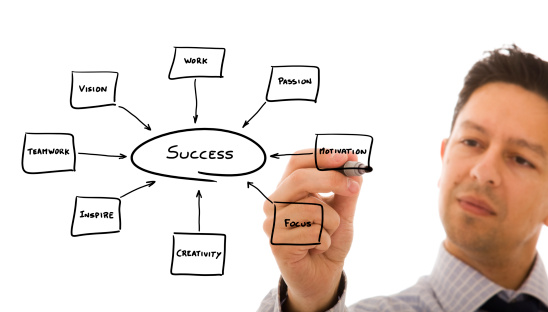 WORK
VISION
PASSION
TEAMWORK
SUCCESS
MOTIVATION
INSPIRE
FOCUS
CREATIVITY